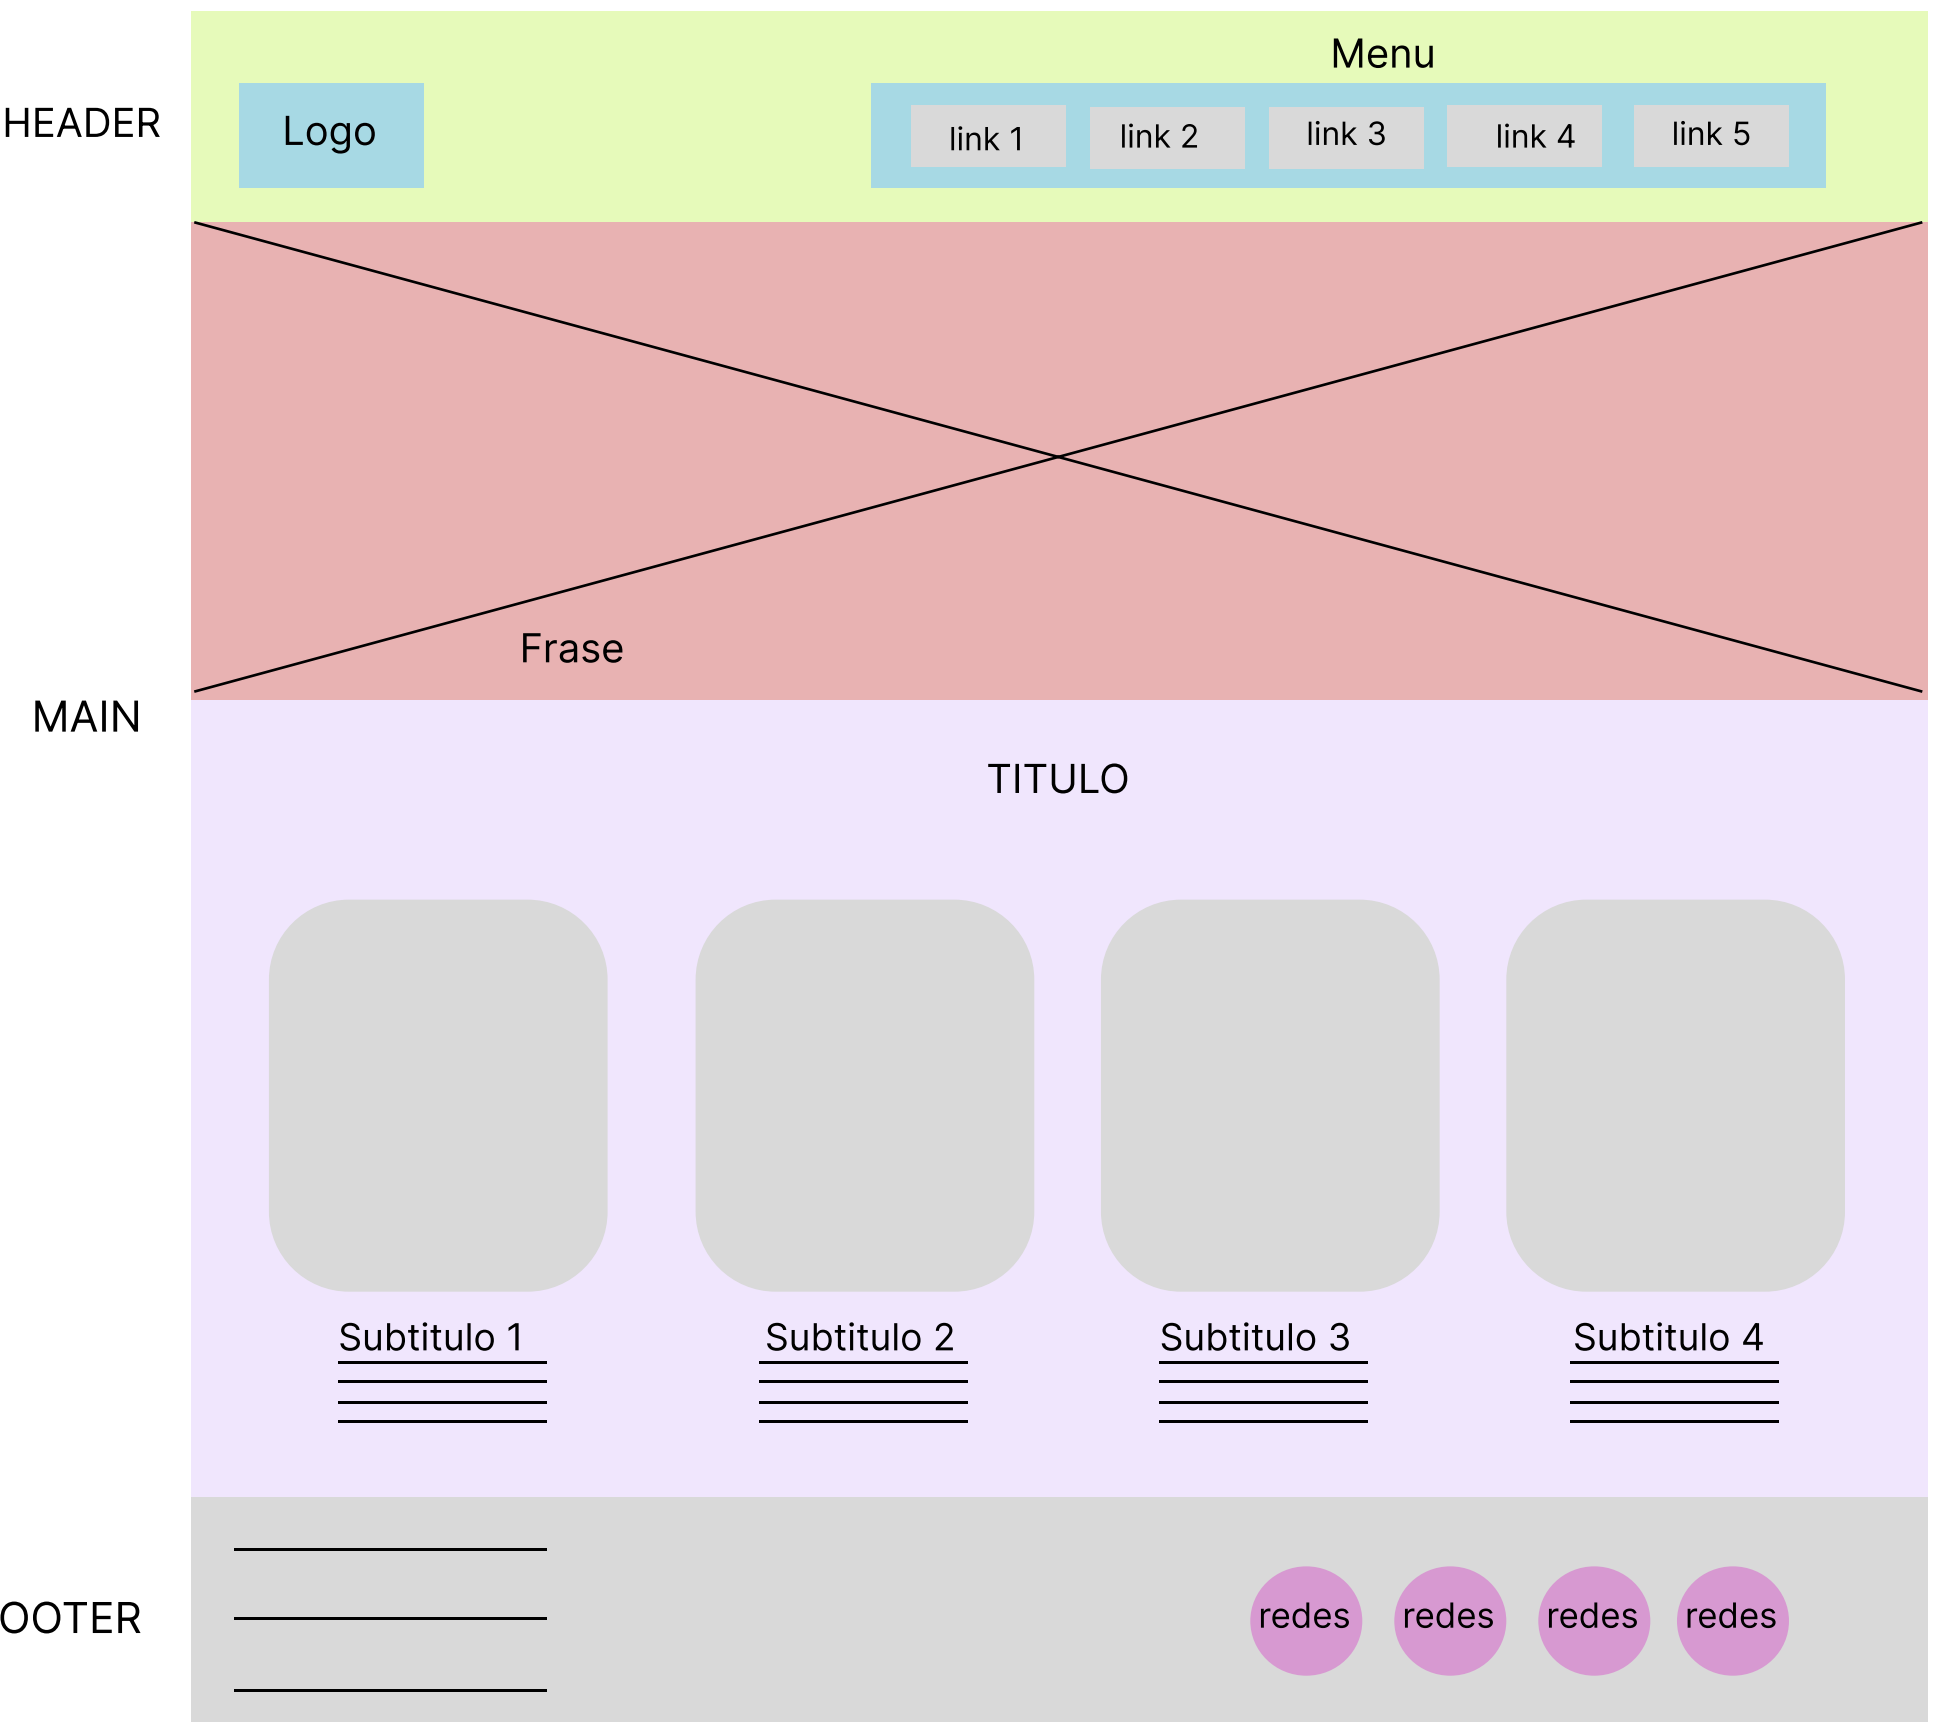 Menu
HEADER
Logo
link 1
link 2
link 3
link 4
link 5
Frase
MAIN
TITULO
Subtitulo 1
Subtitulo 2
Subtitulo 3
Subtitulo 4
OOTER
redes
redes
redes
redes